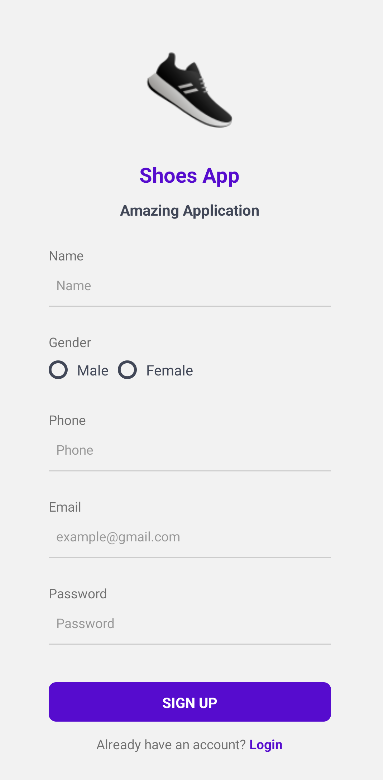 Shoes App
Amazing Application
Name
Name
Gender
Male Female
Phone
Phone
Email
example@gmail.com
Password
Password
SIGN UP
Already have an account? Login